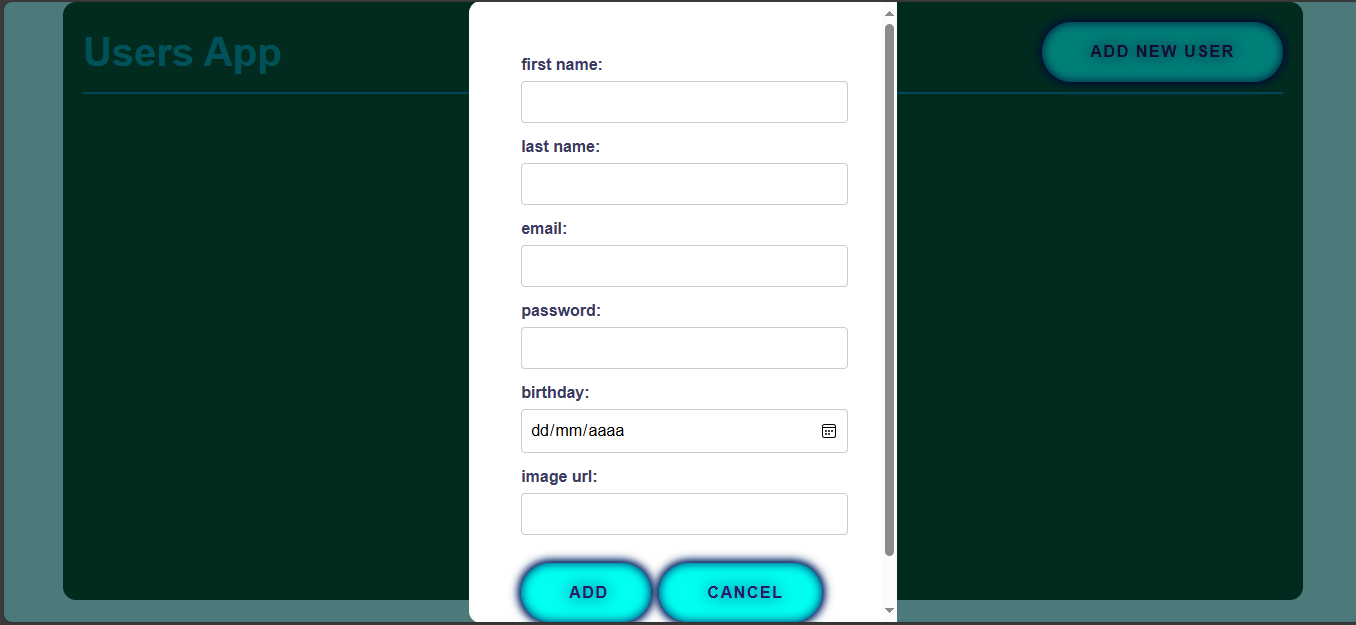 Users App
ADD NEW USER
first name:
last name:
email:
password:
birthday:
dd/mm/aaaa
image url:
ADD
CANCEL